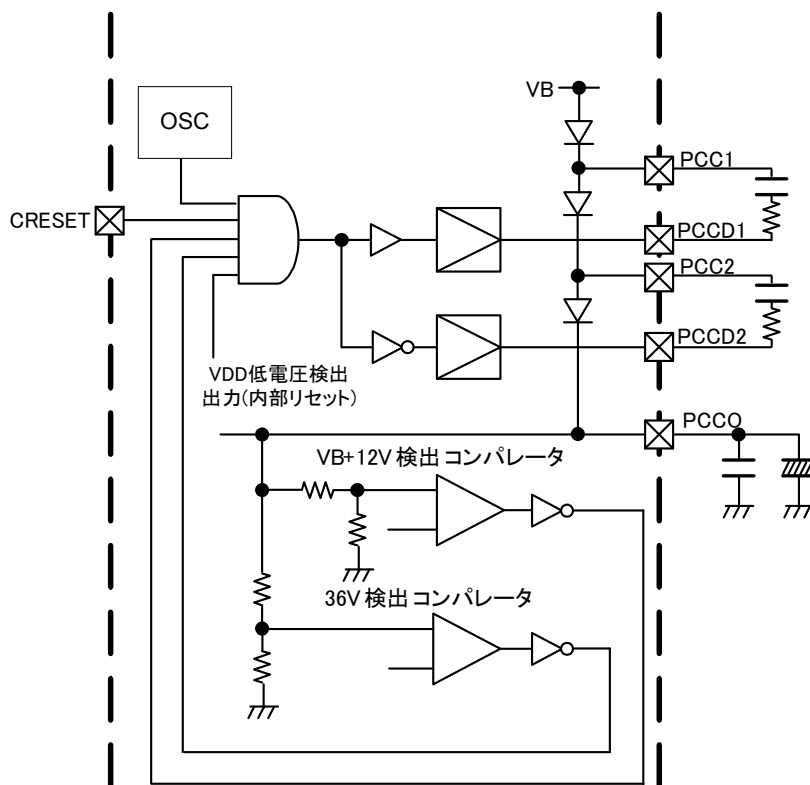 OSC
VB
PCC1
CRESET
PCCD1
PCC2
PCCD2
VDD低電圧検出
出力(内部リセット)
PCCO
VB+12V 検出 コンパレータ
36V 検出 コンパレータ